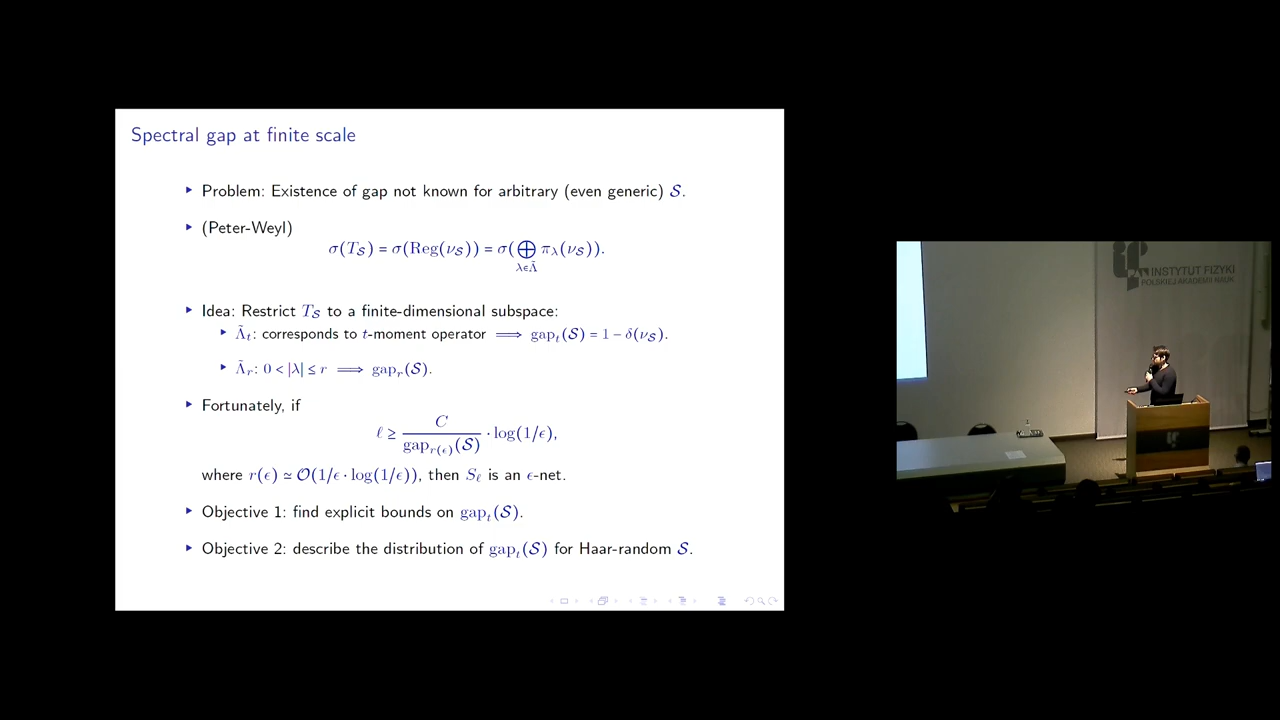 Spectral gap at finite scale
▸ Problem: Existence of gap not known for arbitrary (even generic) 𝒮.
▸ (Peter-Weyl)
σ(T_𝒮) = σ(Reg(ν_𝒮)) = σ(⨁_{λϵΛ̃} π_λ(ν_𝒮)).
▸ Idea: Restrict T_𝒮 to a finite-dimensional subspace:
▸ Λ̃_t: corresponds to t-moment operator ⟹ gap_t(𝒮) = 1 − δ(ν_𝒮).
▸ Λ̃_r: 0 < |λ| ≤ r ⟹ gap_r(𝒮).
▸ Fortunately, if
ℓ ≥ C / gap_{r(ϵ)}(𝒮) · log(1/ϵ),
where r(ϵ) ≃ 𝒪(1/ϵ · log(1/ϵ)), then S_ℓ is an ϵ-net.
▸ Objective 1: find explicit bounds on gap_t(𝒮).
▸ Objective 2: describe the distribution of gap_t(𝒮) for Haar-random 𝒮.
INSTYTUT FIZYKI
POLSKIEJ AKADEMII NAUK